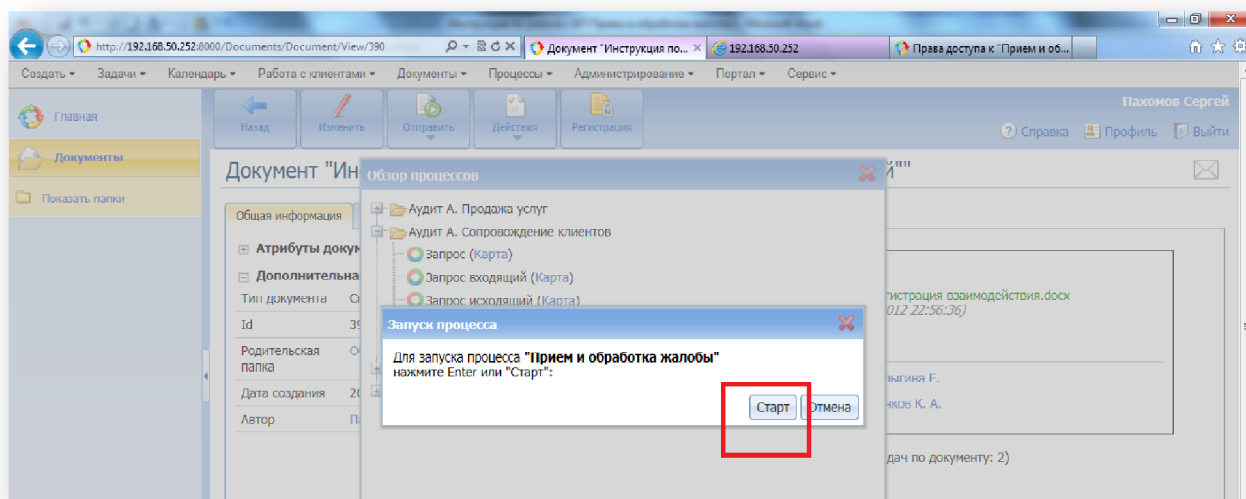 http://192.168.50.252:8000/Documents/Document/View/390
Документ "Инструкция по...
192.168.50.252
Права доступа к "Прием и об...
Создать
Задачи
Календарь
Работа с клиентами
Документы
Процессы
Администрирование
Портал
Сервис
Главная
Документы
Показать папки
Назад
Изменить
Отправить
Действия
Регистрация
Пахомов Сергей
Справка
Профиль
Выйти
Документ "Ин
й""
Общая информация
Атрибуты докум
Дополнительна
Тип документа
Id 39
Родительская
папка
Дата создания 20
Автор
Обзор процессов
Аудит А. Продажа услуг
Аудит А. Сопровождение клиентов
Запрос (Карта)
Запрос входящий (Карта)
Запрос исходящий (Карта)
Запуск процесса
Для запуска процесса "Прием и обработка жалобы"
нажмите Enter или "Старт":
Старт
Отмена
истрация взаимодействия.docx
012 22:56:36)
лыгина Е.
нков К. А.
дач по документу: 2)